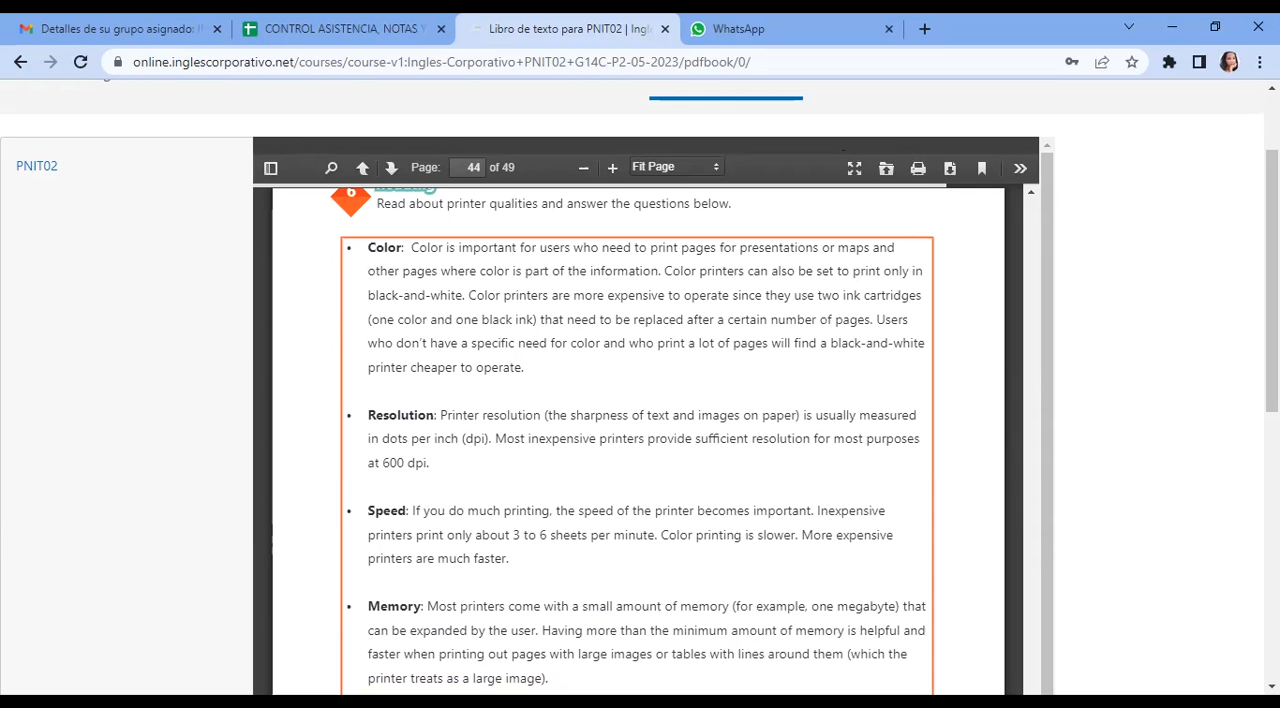 Detalles de su grupo asignado: I
CONTROL ASISTENCIA, NOTAS Y
Libro de texto para PNIT02 | Ingle
WhatsApp
online.inglescorporativo.net/courses/course-v1:Ingles-Corporativo+PNIT02+G14C-P2-05-2023/pdfbook/0/
PNIT02
Page: 44 of 49
Fit Page
6
Read about printer qualities and answer the questions below.
• Color: Color is important for users who need to print pages for presentations or maps and
other pages where color is part of the information. Color printers can also be set to print only in
black-and-white. Color printers are more expensive to operate since they use two ink cartridges
(one color and one black ink) that need to be replaced after a certain number of pages. Users
who don't have a specific need for color and who print a lot of pages will find a black-and-white
printer cheaper to operate.
• Resolution: Printer resolution (the sharpness of text and images on paper) is usually measured
in dots per inch (dpi). Most inexpensive printers provide sufficient resolution for most purposes
at 600 dpi.
• Speed: If you do much printing, the speed of the printer becomes important. Inexpensive
printers print only about 3 to 6 sheets per minute. Color printing is slower. More expensive
printers are much faster.
• Memory: Most printers come with a small amount of memory (for example, one megabyte) that
can be expanded by the user. Having more than the minimum amount of memory is helpful and
faster when printing out pages with large images or tables with lines around them (which the
printer treats as a large image).